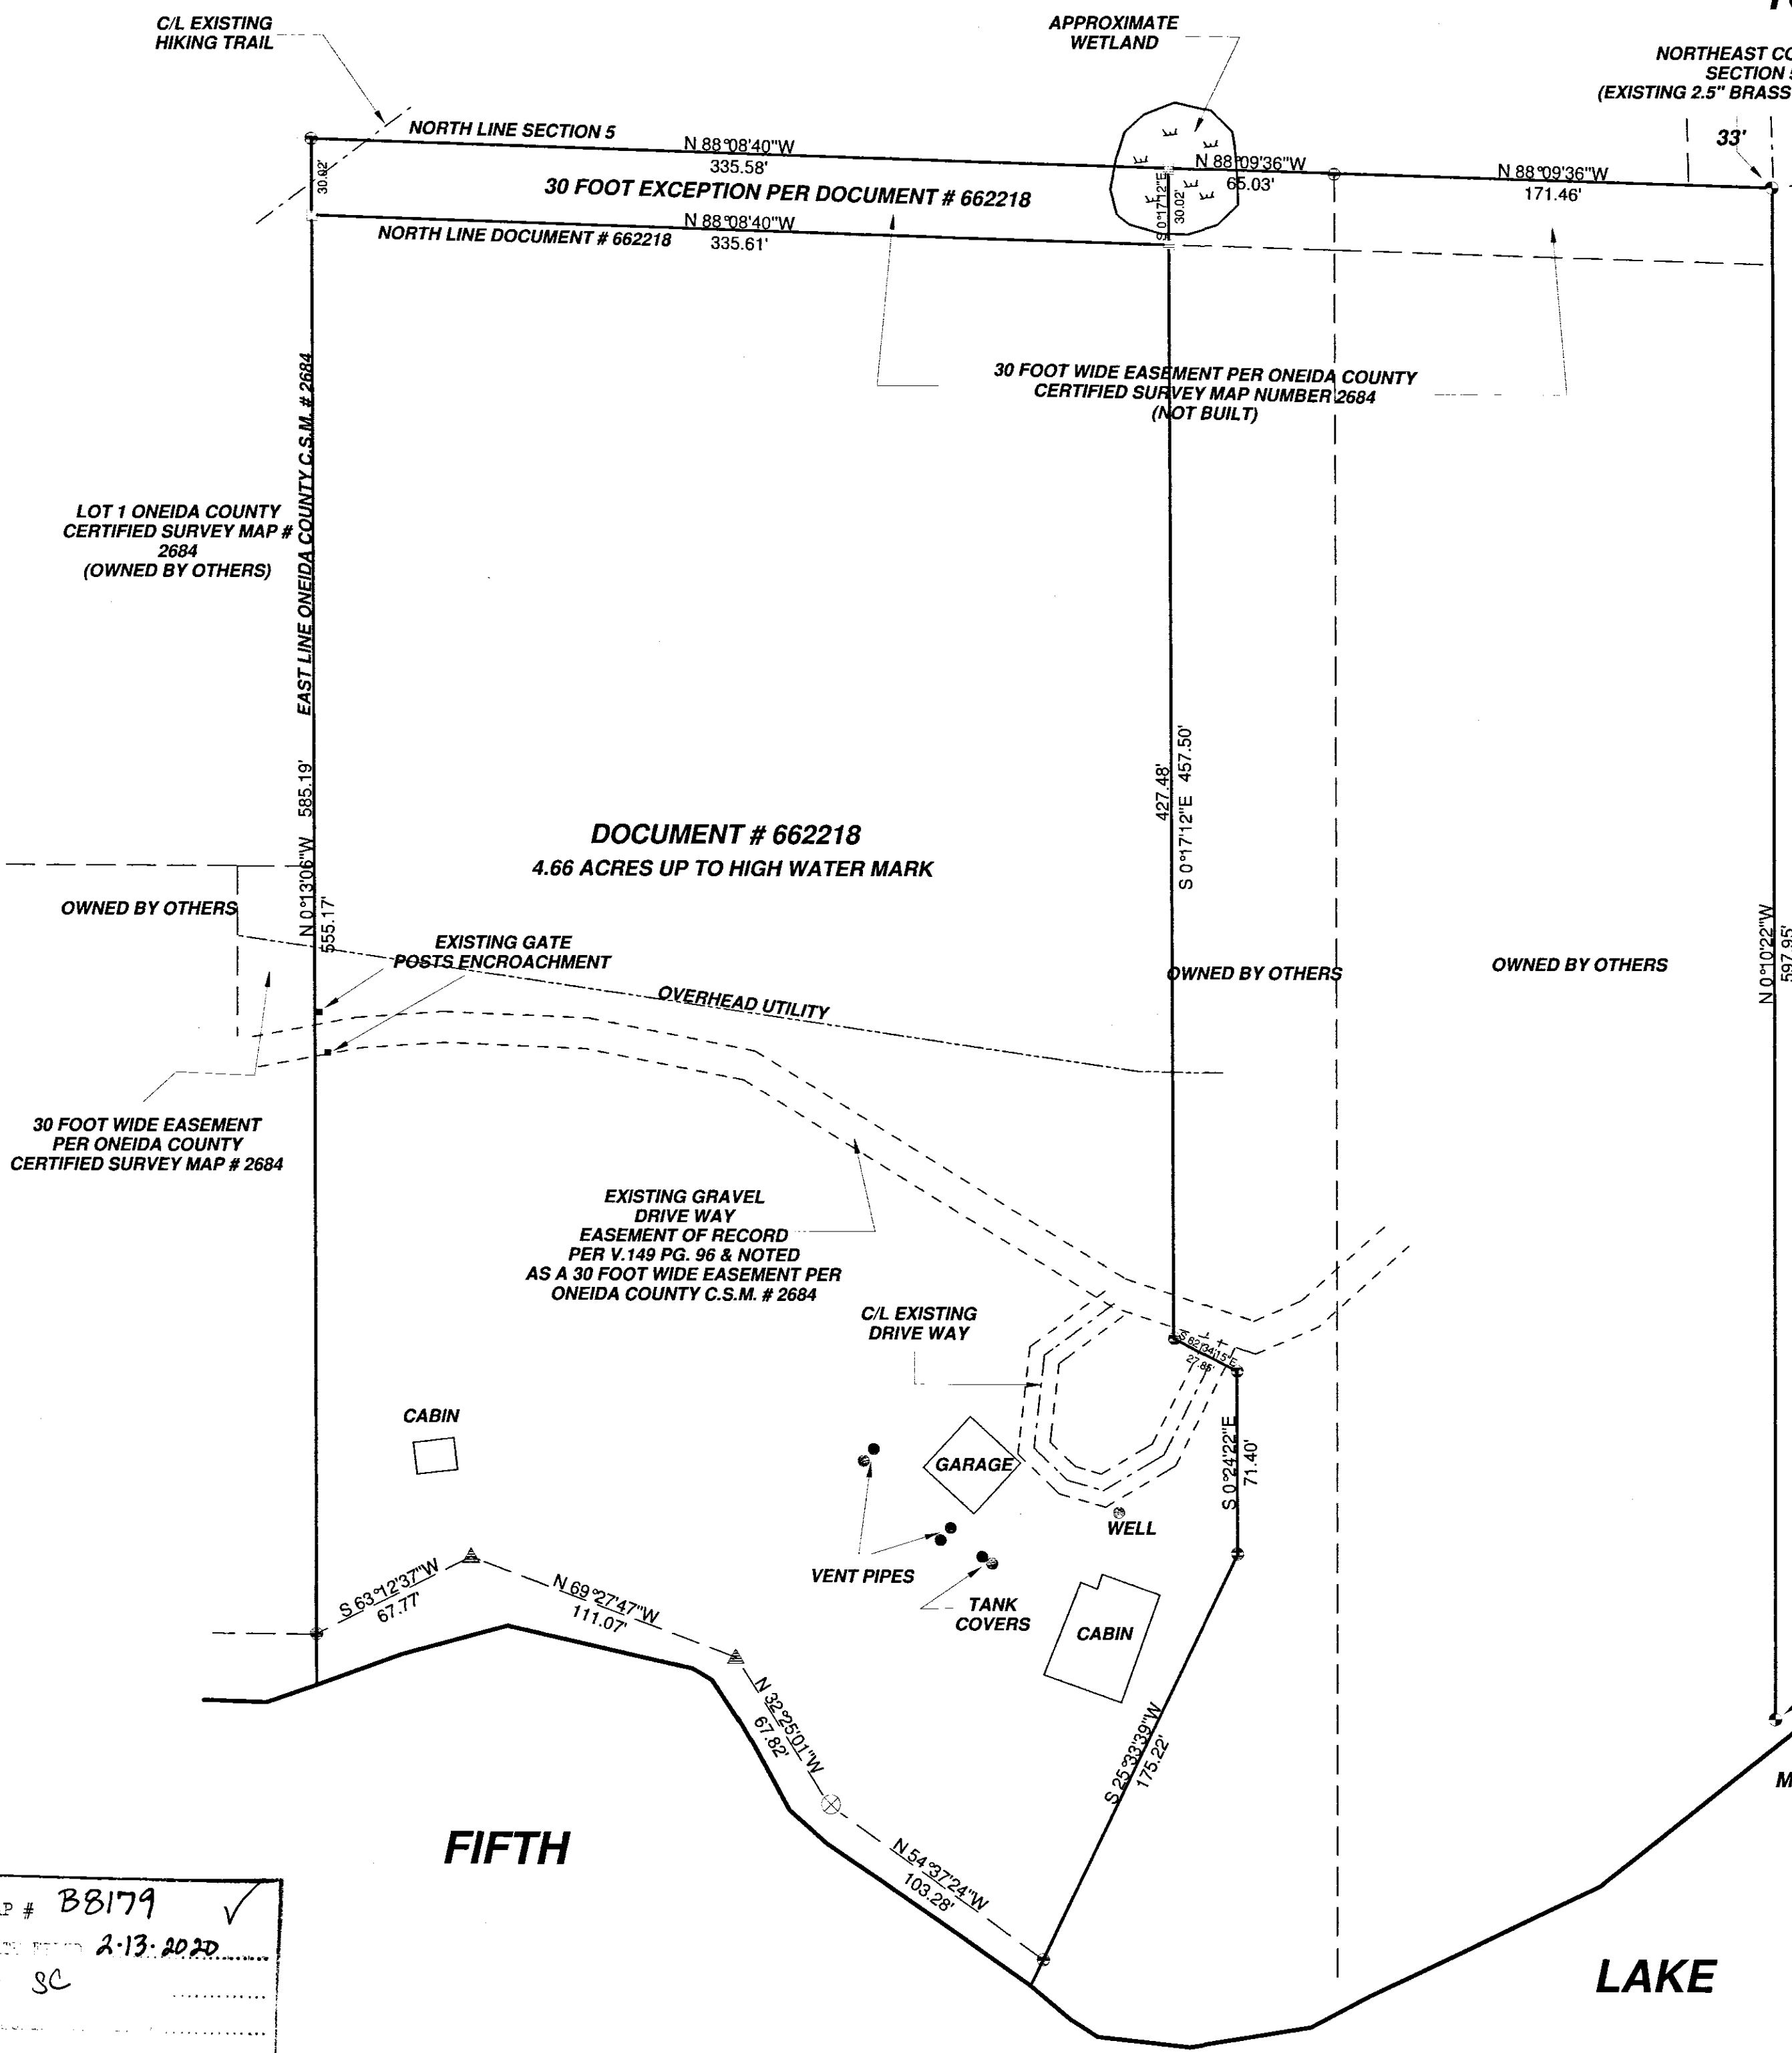 C/L EXISTING
HIKING TRAIL
APPROXIMATE
WETLAND
SECTION
(EXISTING 2.5" BRASS
33'
NORTHEAST
NORTH LINE SECTION 5
N 88°08'40"W
335.58'
N 88°09'36"W
65.03'
N 88°09'36"W
171.46'
30.02'
30 FOOT EXCEPTION PER DOCUMENT # 662218
S 0°17'12"E
30.02'
NORTH LINE DOCUMENT # 662218
N 88°08'40"W
335.61'
30 FOOT WIDE EASEMENT PER ONEIDA COUNTY
CERTIFIED SURVEY MAP NUMBER 2684
(NOT BUILT)
EAST LINE ONEIDA COUNTY C.S.M. # 2684
LOT 1 ONEIDA COUNTY
CERTIFIED SURVEY MAP #
2684
(OWNED BY OTHERS)
N 0°13'06"W 585.19'
555.17'
427.48'
S 0°17'12"E 457.50'
DOCUMENT # 662218
4.66 ACRES UP TO HIGH WATER MARK
OWNED BY OTHERS
EXISTING GATE
POSTS ENCROACHMENT
OVERHEAD UTILITY
OWNED BY OTHERS
OWNED BY OTHERS
N 0°10'22"W
597.95'
30 FOOT WIDE EASEMENT
PER ONEIDA COUNTY
CERTIFIED SURVEY MAP # 2684
EXISTING GRAVEL
DRIVE WAY
EASEMENT OF RECORD
PER V.149 PG. 96 & NOTED
AS A 30 FOOT WIDE EASEMENT PER
ONEIDA COUNTY C.S.M. # 2684
C/L EXISTING
DRIVE WAY
S 62°34'15"E
27.85'
CABIN
GARAGE
S 0°24'22"E
71.40'
WELL
VENT PIPES
TANK
COVERS
CABIN
S 63°12'37"W
67.77'
N 69°27'47"W
111.07'
N 32°25'01"W
67.82'
S 25°33'39"W
175.22'
N 54°37'24"W
103.28'
FIFTH
LAKE
# B8179
2-13-2020
SC